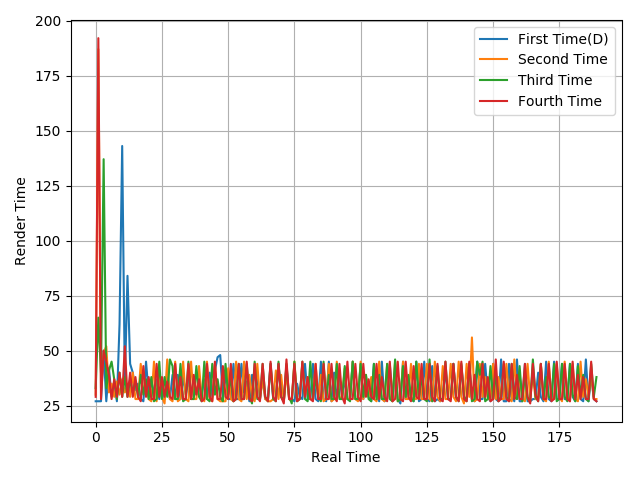 First Time(D)
Second Time
Third Time
Fourth Time
Render Time
200
175
150
125
100
75
50
25
0 25 50 75 100 125 150 175
Real Time